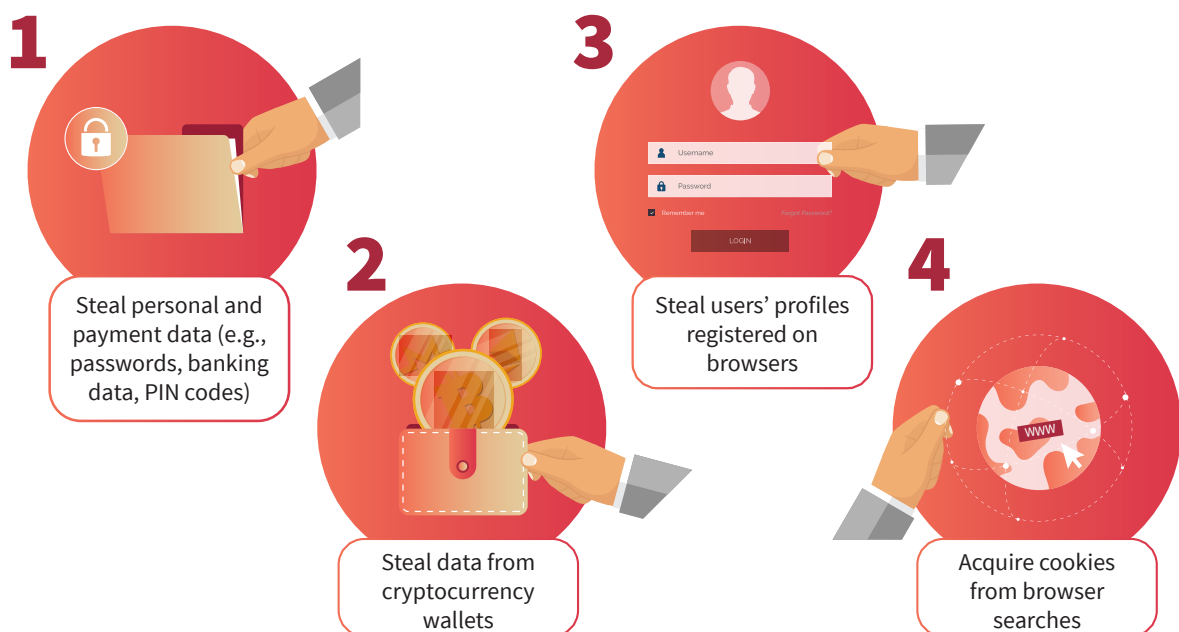 1
Steal personal and
payment data (e.g.,
passwords, banking
data, PIN codes)
2
Steal data from
cryptocurrency
wallets
3
Username
Password
Remember me
Forgot Password?
LOGIN
Steal users’ profiles
registered on
browsers
4
WWW
Acquire cookies
from browser
searches